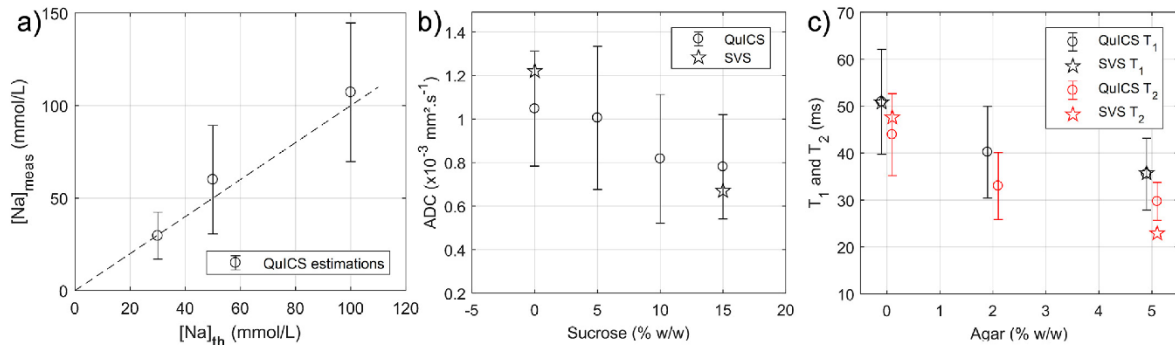 a)
150
100
50
0
[Na]meas (mmol/L)
QuICS estimations
0 20 40 60 80 100 120
[Na]th (mmol/L)
b)
1.4
1.2
1
0.8
0.6
0.4
0.2
ADC (x10⁻³ mm².s⁻¹)
QuICS
SVS
-5 0 5 10 15 20
Sucrose (% w/w)
c)
70
60
50
40
30
20
10
T₁ and T₂ (ms)
QuICS T₁
SVS T₁
QuICS T₂
SVS T₂
0 1 2 3 4 5
Agar (% w/w)